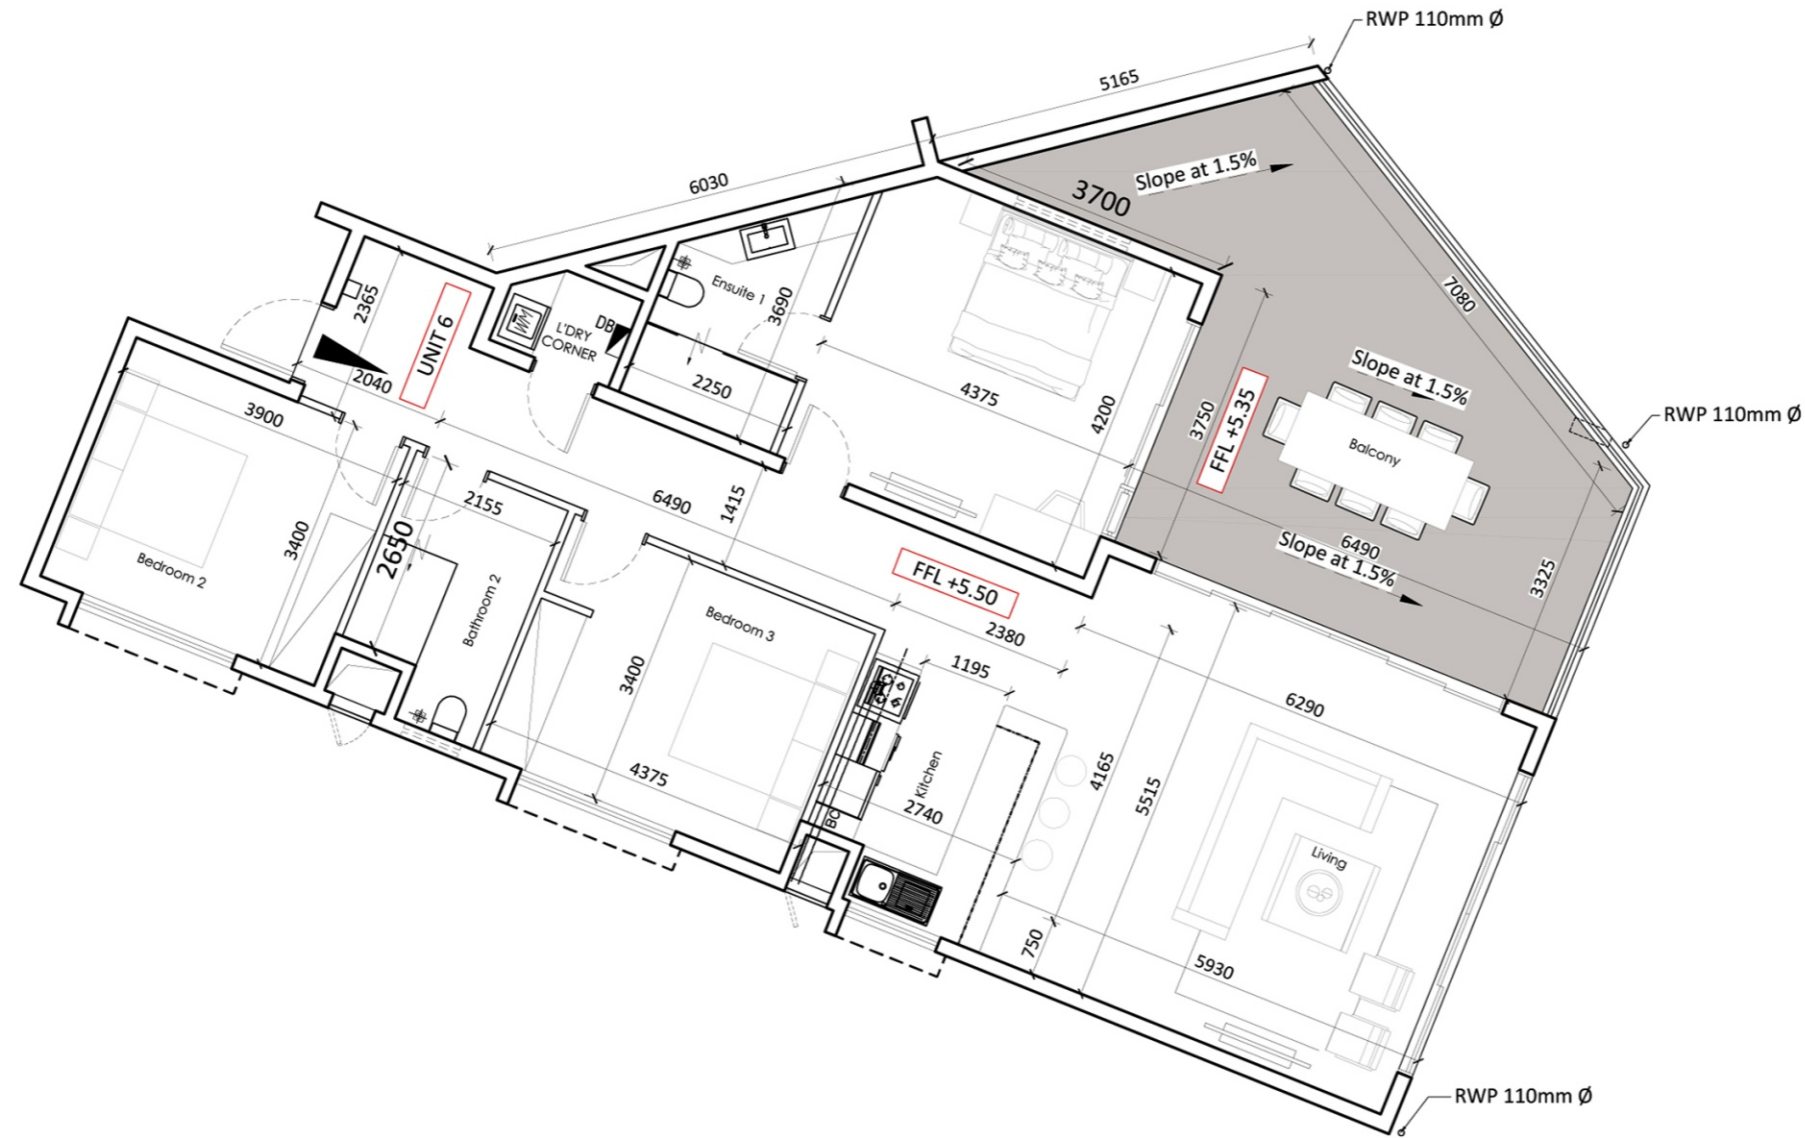 RWP 110mm Ø
5165
Slope at 1.5%
6030
3700
Ensuite 1
3690
2365
UNIT 6
WM
L'DRY
CORNER
DB
7080
2040
2250
4375
4200
3750
FFL +5.35
Slope at 1.5%
Balcony
RWP 110mm Ø
3900
2155
6490
1415
6490
Slope at 1.5%
3325
3400
2650
Bedroom 2
Bathroom 2
FFL +5.50
2380
Bedroom 3
3400
1195
6290
4375
Kitchen
2740
BC
4165
5515
Living
750
5930
RWP 110mm Ø